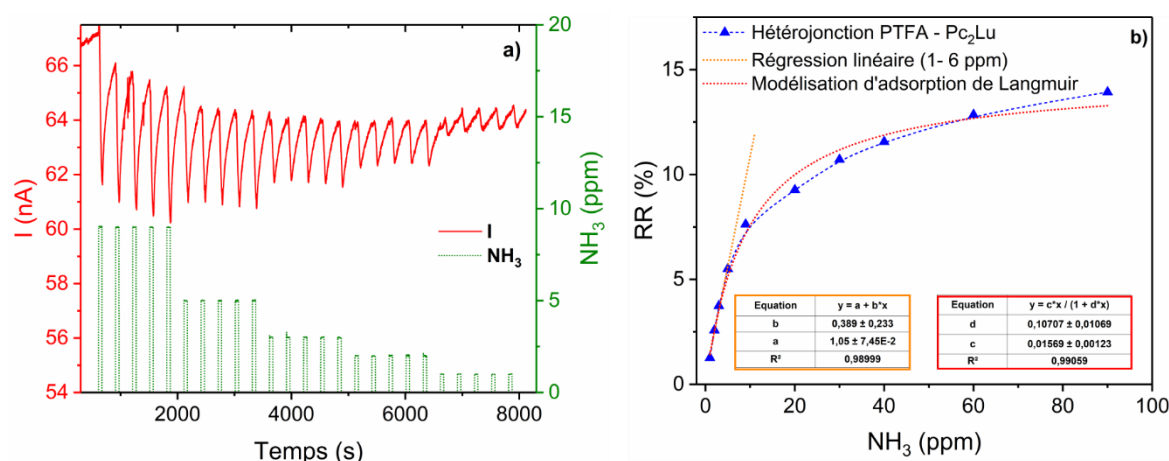 a)
I (nA)
66
64
62
60
58
56
54
20
15
10
5
0
NH₃ (ppm)
I
NH₃
2000 4000 6000 8000
Temps (s)
b)
Hétérojonction PTFA - Pc₂Lu
Régression linéaire (1- 6 ppm)
Modélisation d'adsorption de Langmuir
RR (%)
15
10
5
0
Equation y = a + b*x
b 0,389 ± 0,233
a 1,05 ± 7,45E-2
R² 0,98999
Equation y = c*x / (1 + d*x)
d 0,10707 ± 0,01069
c 0,01569 ± 0,00123
R² 0,99059
0 20 40 60 80 100
NH₃ (ppm)